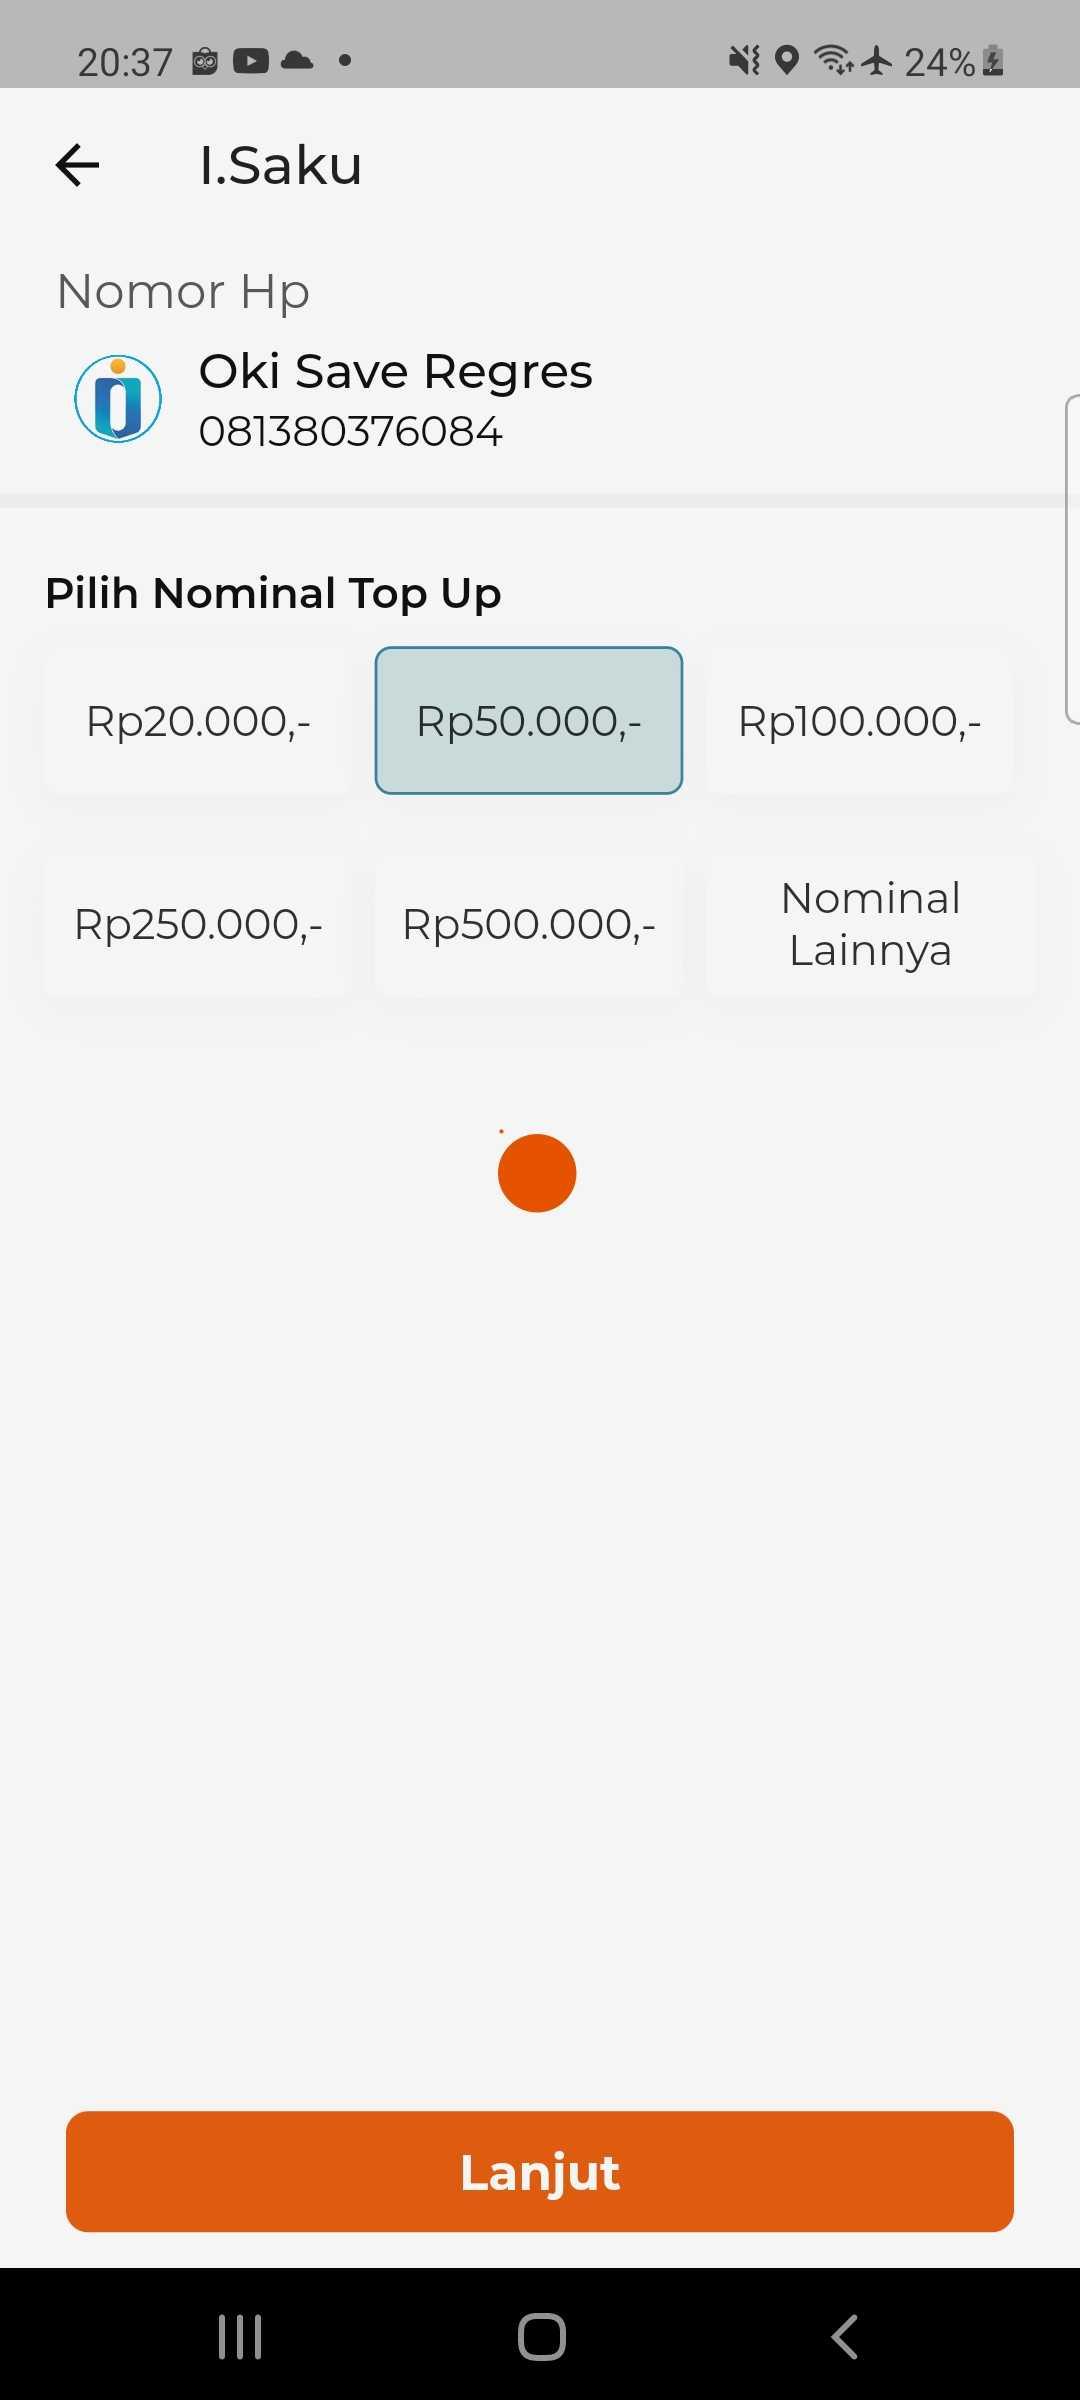 20:37
24%
I.Saku
Nomor Hp
Oki Save Regres
081380376084
Pilih Nominal Top Up
Rp20.000,-
Rp50.000,-
Rp100.000,-
Rp250.000,-
Rp500.000,-
Nominal
Lainnya
Lanjut